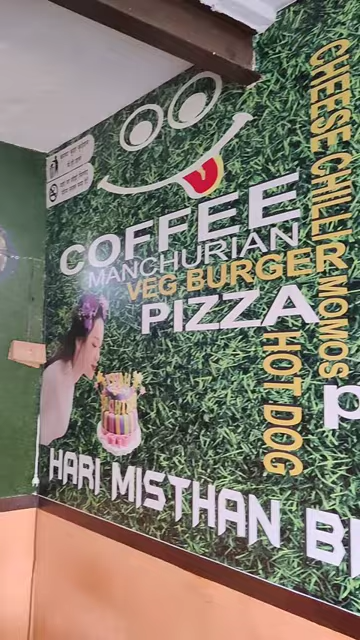 COFFEE
MANCHURIAN
VEG BURGER
PIZZA
CHEESE CHILLI
MOMOS
HOT DOG
HARI MISTHAN